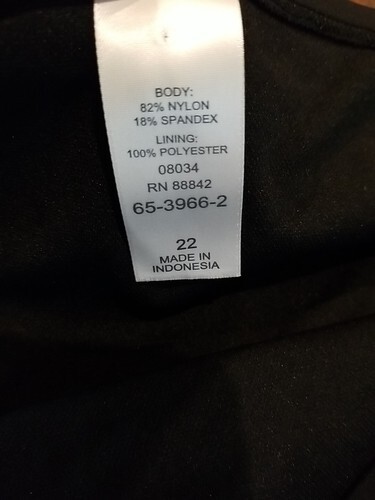 BODY:
82% NYLON
18% SPANDEX
LINING:
100% POLYESTER
08034
RN 88842
65-3966-2
22
MADE IN
INDONESIA